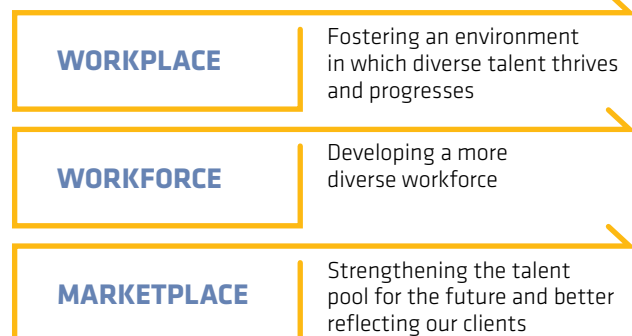 WORKPLACE
Fostering an environment
in which diverse talent thrives
and progresses
WORKFORCE
Developing a more
diverse workforce
MARKETPLACE
Strengthening the talent
pool for the future and better
reflecting our clients